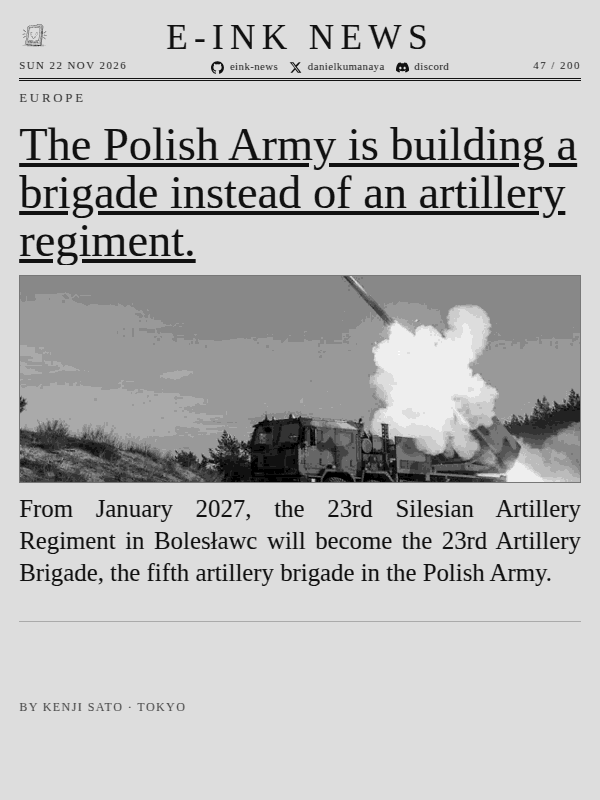 E-INK NEWS
SUN 22 NOV 2026 eink-news danielkumanaya discord 47 / 200
EUROPE
The Polish Army is building a
brigade instead of an artillery
regiment.
From January 2027, the 23rd Silesian Artillery
Regiment in Bolesławc will become the 23rd Artillery
Brigade, the fifth artillery brigade in the Polish Army.
BY KENJI SATO · TOKYO